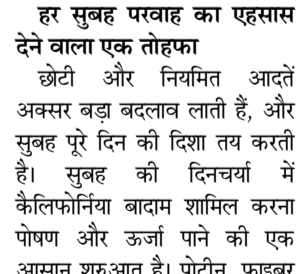 हर सुबह परवाह का एहसास
देने वाला एक तोहफा
छोटी और नियमित आदतें
अक्सर बड़ा बदलाव लाती हैं, और
सुबह पूरे दिन की दिशा तय करती
है। सुबह की दिनचर्या में
कैलिफोर्निया बादाम शामिल करना
पोषण और ऊर्जा पाने की एक
आसान शुरुआत है। प्रोटीन, फाइबर